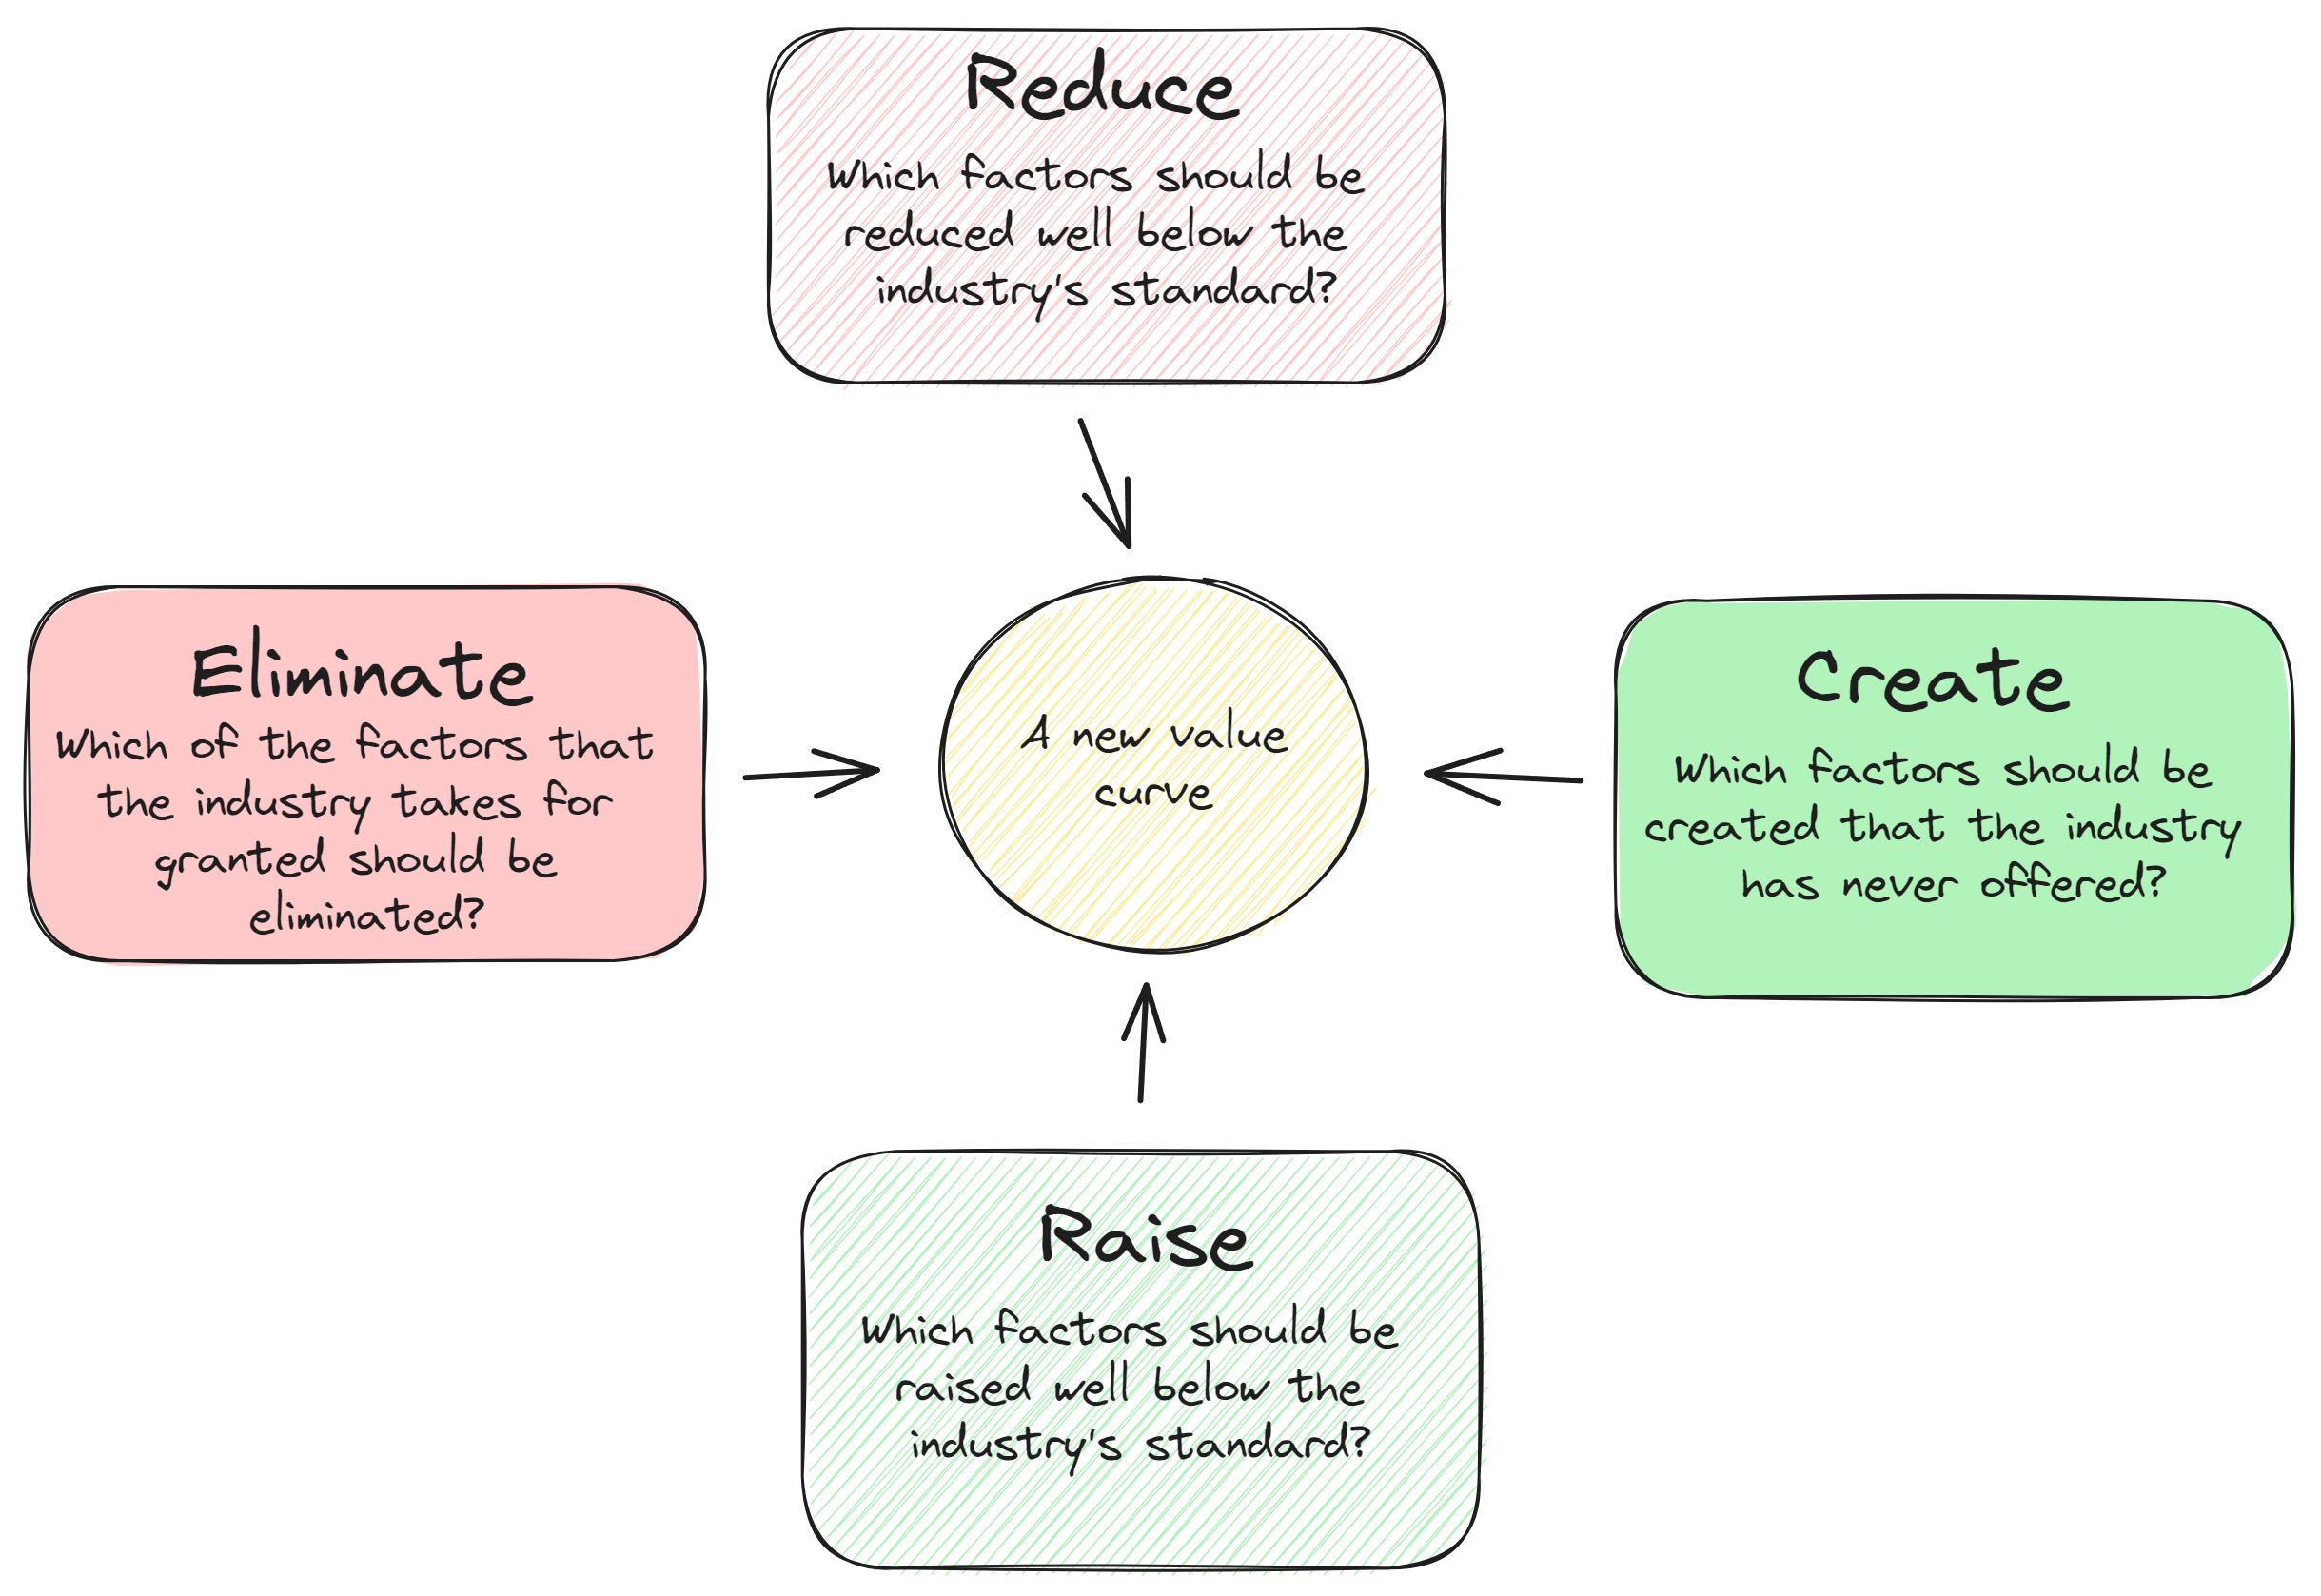 Reduce
Which factors should be
reduced well below the
industry's standard?
Eliminate
Which of the factors that
the industry takes for
granted should be
eliminated?
A new value
curve
Create
Which factors should be
created that the industry
has never offered?
Raise
Which factors should be
raised well below the
industry's standard?